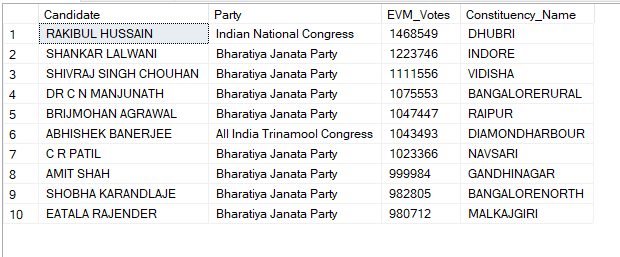 Candidate Party EVM_Votes Constituency_Name
1 RAKIBUL HUSSAIN Indian National Congress 1468549 DHUBRI
2 SHANKAR LALWANI Bharatiya Janata Party 1223746 INDORE
3 SHIVRAJ SINGH CHOUHAN Bharatiya Janata Party 1111556 VIDISHA
4 DR C N MANJUNATH Bharatiya Janata Party 1075553 BANGALORERURAL
5 BRIJMOHAN AGRAWAL Bharatiya Janata Party 1047447 RAIPUR
6 ABHISHEK BANERJEE All India Trinamool Congress 1043493 DIAMONDHARBOUR
7 C R PATIL Bharatiya Janata Party 1023366 NAVSARI
8 AMIT SHAH Bharatiya Janata Party 999984 GANDHINAGAR
9 SHOBHA KARANDLAJE Bharatiya Janata Party 982805 BANGALORENORTH
10 EATALA RAJENDER Bharatiya Janata Party 980712 MALKAJGIRI